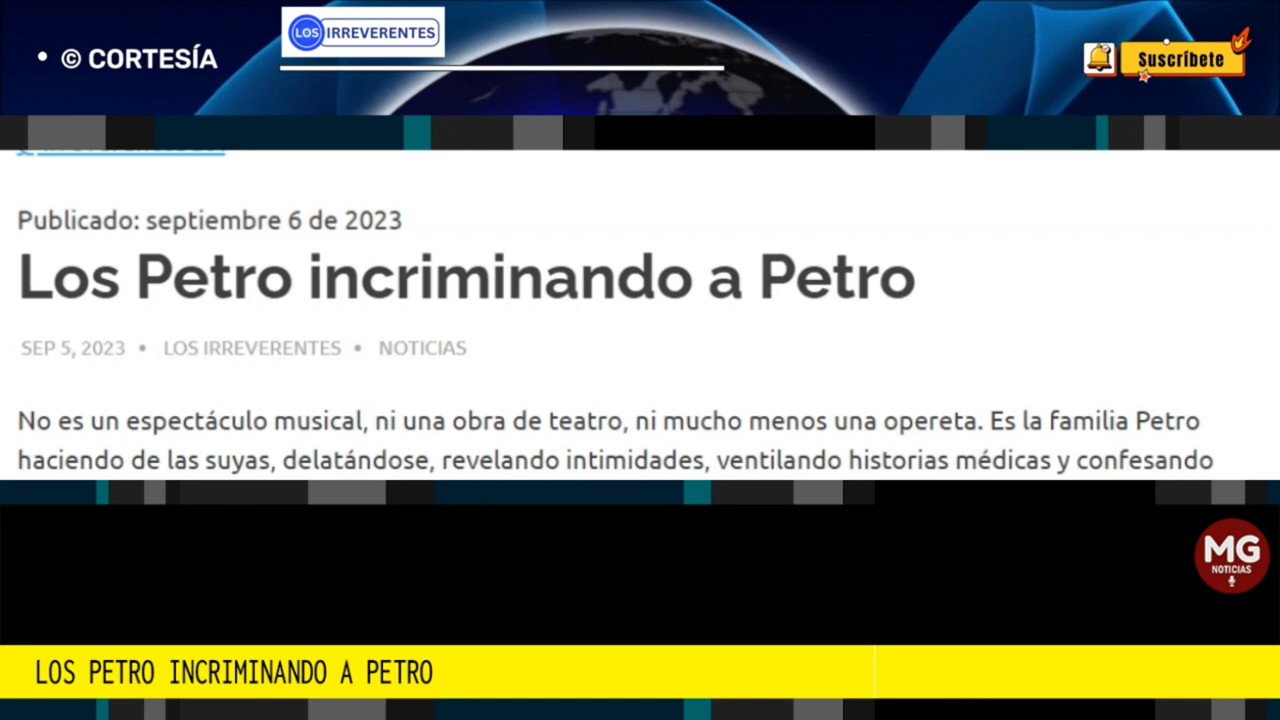 LOS IRREVERENTES
• © CORTESÍA
Suscríbete
Publicado: septiembre 6 de 2023
Los Petro incriminando a Petro
SEP 5, 2023 • LOS IRREVERENTES • NOTICIAS
No es un espectáculo musical, ni una obra de teatro, ni mucho menos una opereta. Es la familia Petro
haciendo de las suyas, delatándose, revelando intimidades, ventilando historias médicas y confesando
MG
NOTICIAS
LOS PETRO INCRIMINANDO A PETRO